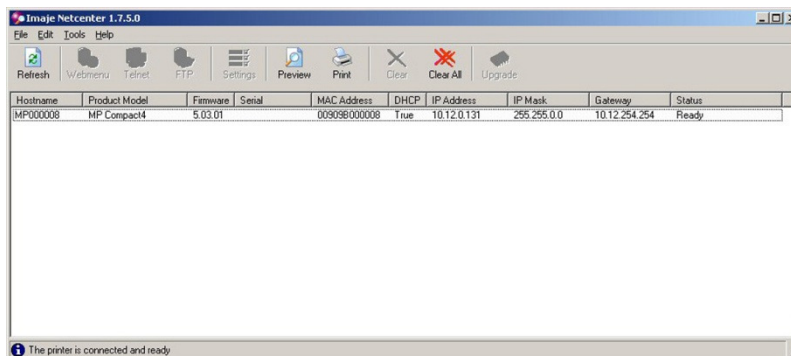 Imaje Netcenter 1.7.5.0
File Edit Tools Help
Refresh Webmenu Telnet FTP Settings Preview Print Clear Clear All Upgrade
Hostname Product Model Firmware Serial MAC Address DHCP IP Address IP Mask Gateway Status
MP000008 MP Compact4 5.03.01 00909B000008 True 10.12.0.131 255.255.0.0 10.12.254.254 Ready
The printer is connected and ready